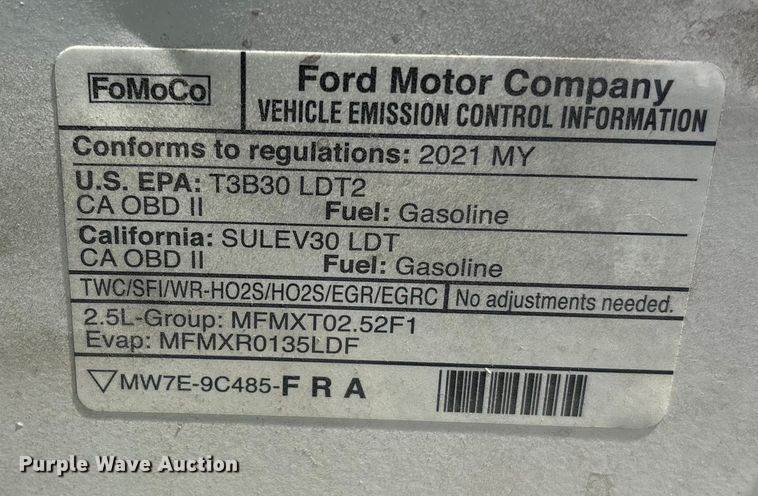 FoMoCo
Ford Motor Company
VEHICLE EMISSION CONTROL INFORMATION
Conforms to regulations: 2021 MY
U.S. EPA: T3B30 LDT2
CA OBD II Fuel: Gasoline
California: SULEV30 LDT
CA OBD II Fuel: Gasoline
TWC/SFI/WR-HO2S/HO2S/EGR/EGRC No adjustments needed.
2.5L-Group: MFMXT02.52F1
Evap: MFMXR0135LDF
MW7E-9C485-F R A
Purple Wave Auction